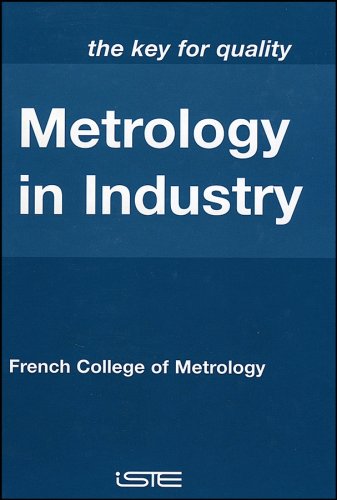 the key for quality
Metrology
in Industry
French College of Metrology
iSTE